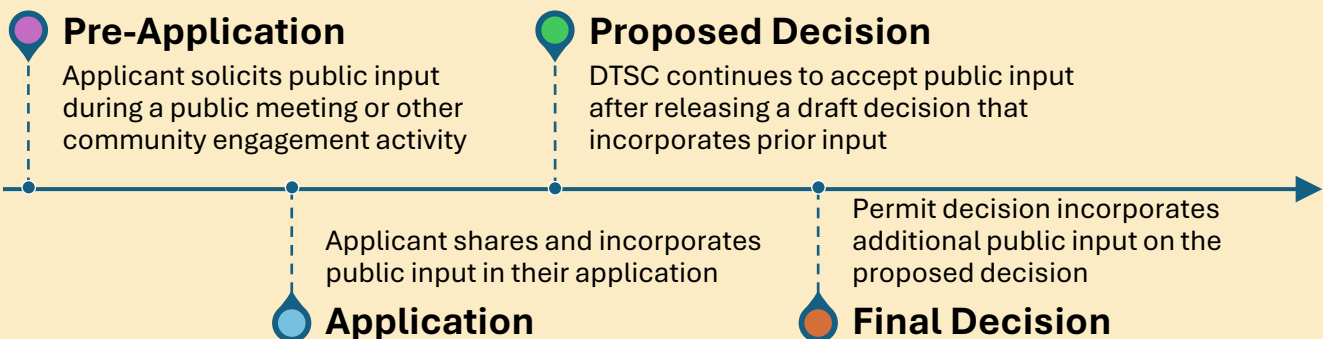 Pre-Application
Applicant solicits public input
during a public meeting or other
community engagement activity
Proposed Decision
DTSC continues to accept public input
after releasing a draft decision that
incorporates prior input
Applicant shares and incorporates
public input in their application
Application
Permit decision incorporates
additional public input on the
proposed decision
Final Decision